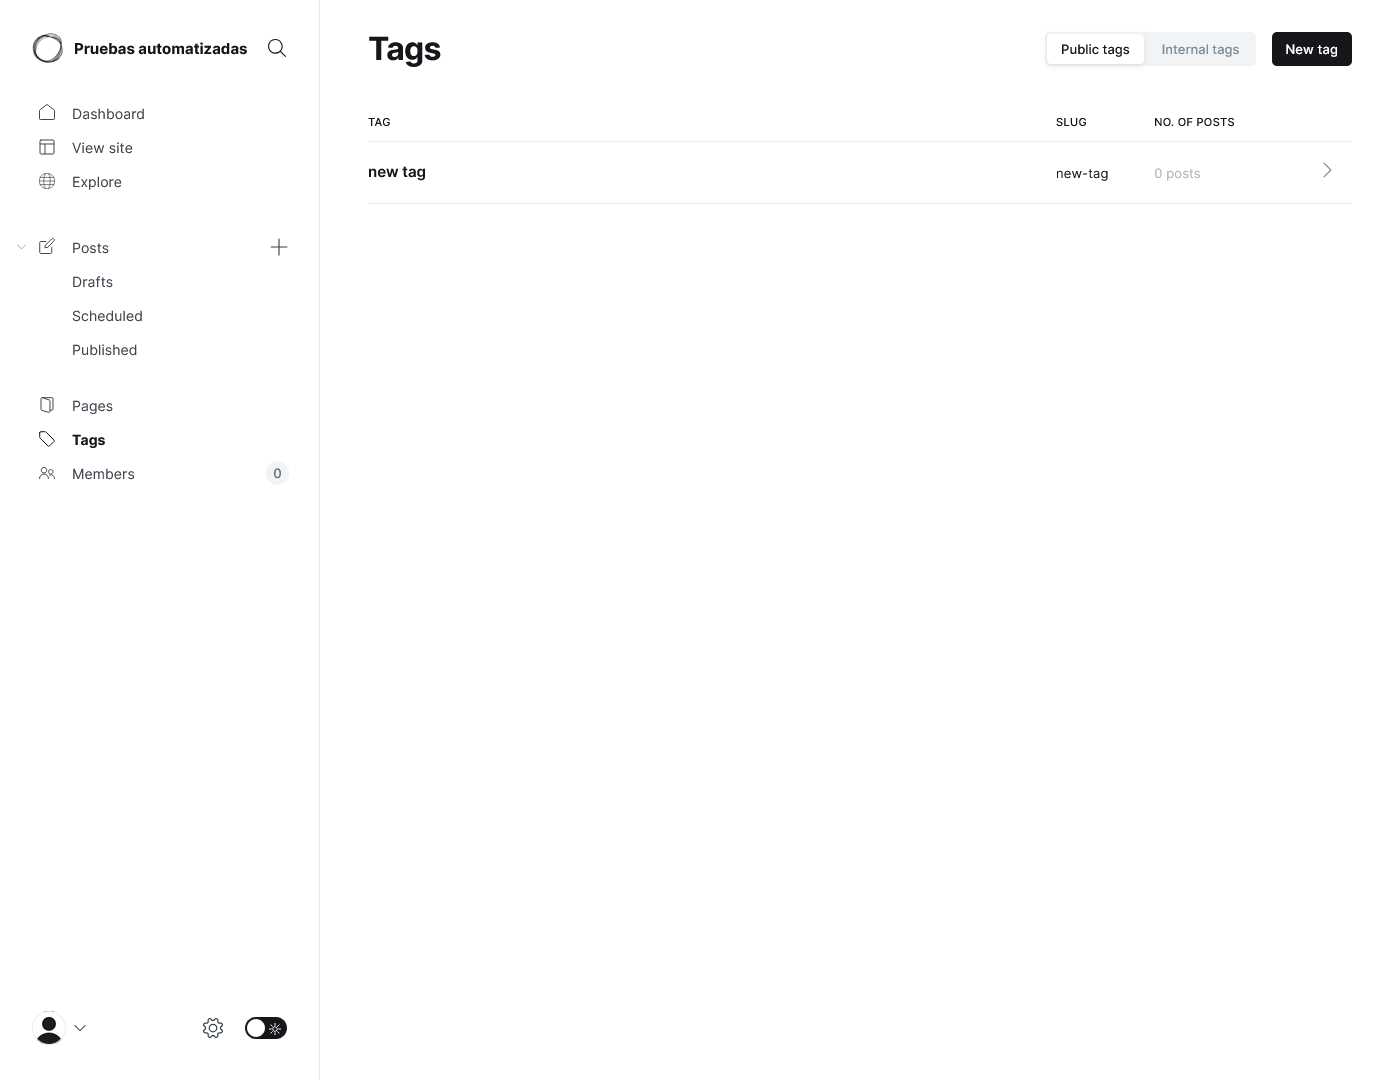 Pruebas automatizadas
Dashboard
View site
Explore
Posts
Drafts
Scheduled
Published
Pages
Tags
Members 0
Tags
Public tags Internal tags New tag
TAG SLUG NO. OF POSTS
new tag new-tag 0 posts